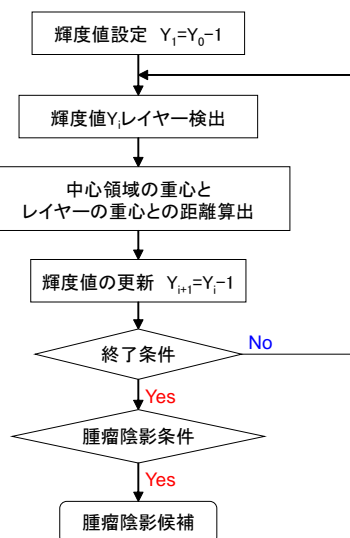 輝度値設定 Y₁=Y₀−1
輝度値Yᵢレイヤー検出
中心領域の重心と
レイヤーの重心との距離算出
輝度値の更新 Yᵢ₊₁=Yᵢ−1
終了条件
No
Yes
腫瘤陰影条件
Yes
腫瘤陰影候補